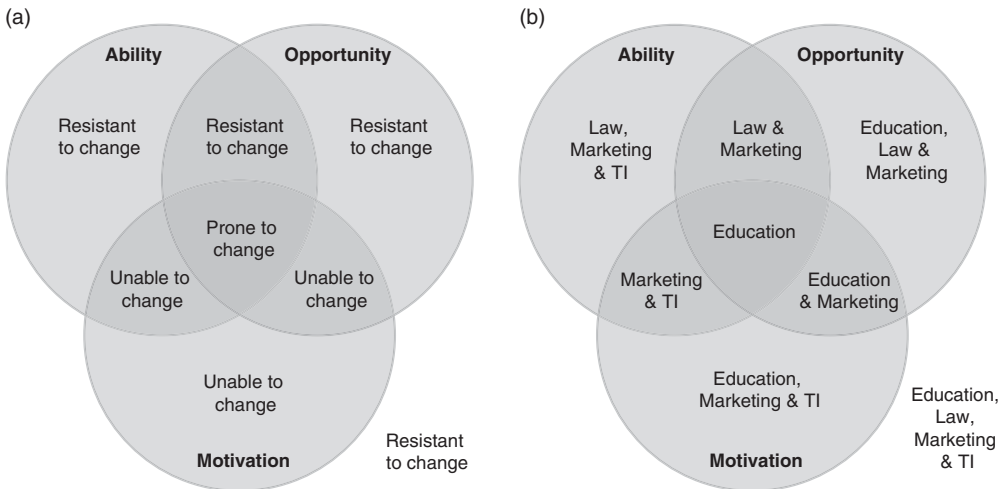 (a)
Ability
Opportunity
Resistant
to change
Resistant
to change
Resistant
to change
Prone to
change
Unable to
change
Unable to
change
Unable to
change
Motivation
Resistant
to change
(b)
Ability
Opportunity
Law,
Marketing
& TI
Law &
Marketing
Education,
Law &
Marketing
Education
Marketing
& TI
Education
& Marketing
Education,
Marketing & TI
Motivation
Education,
Law,
Marketing
& TI